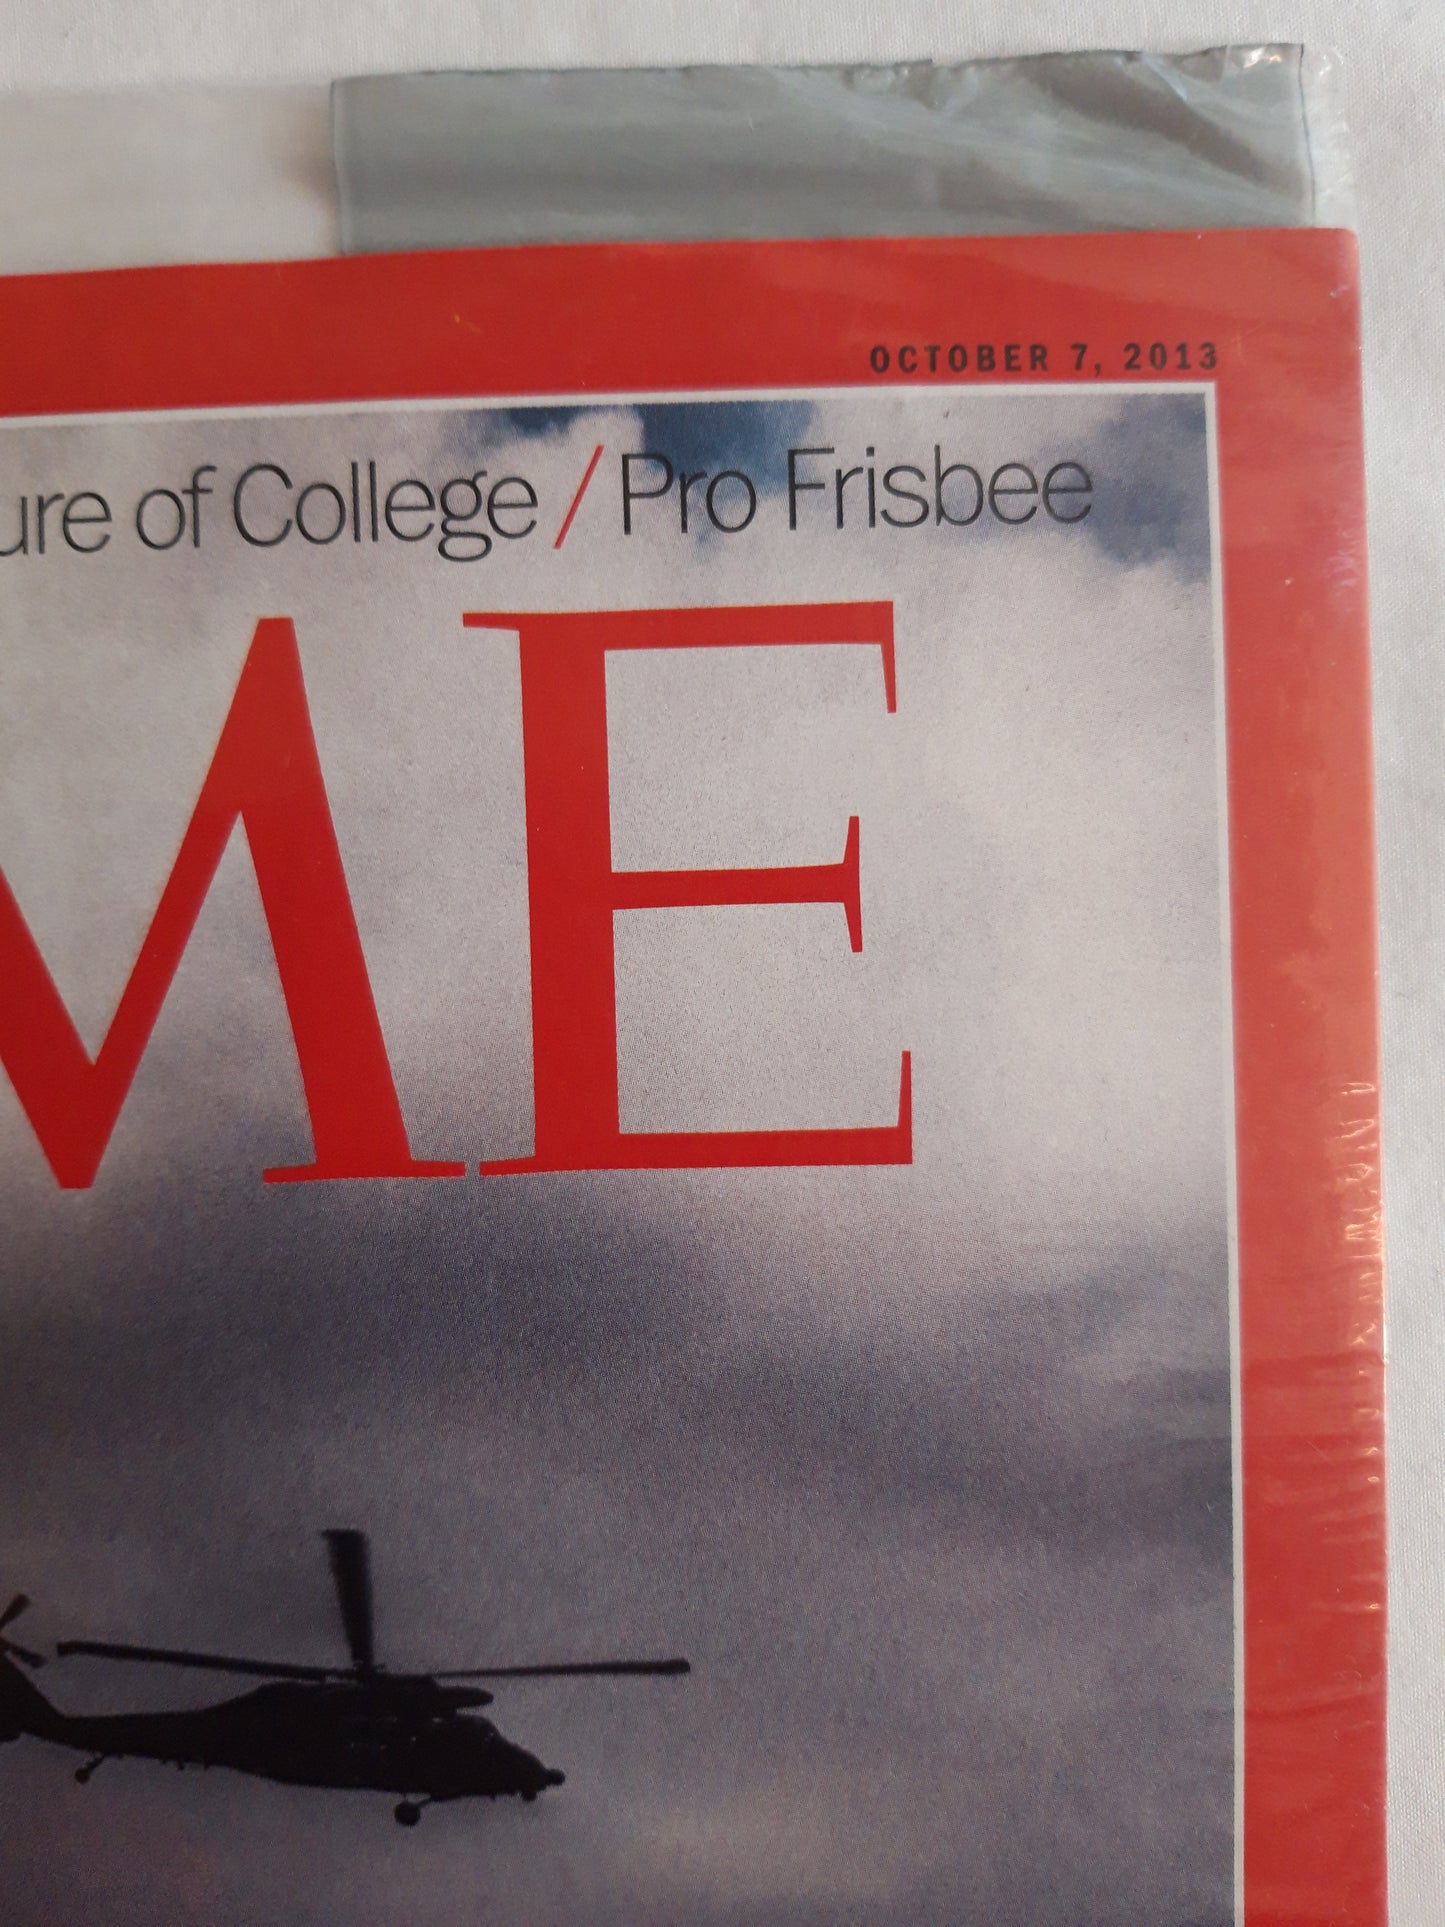 OCTOBER 7, 2013
ure of College / Pro Frisbee
ME